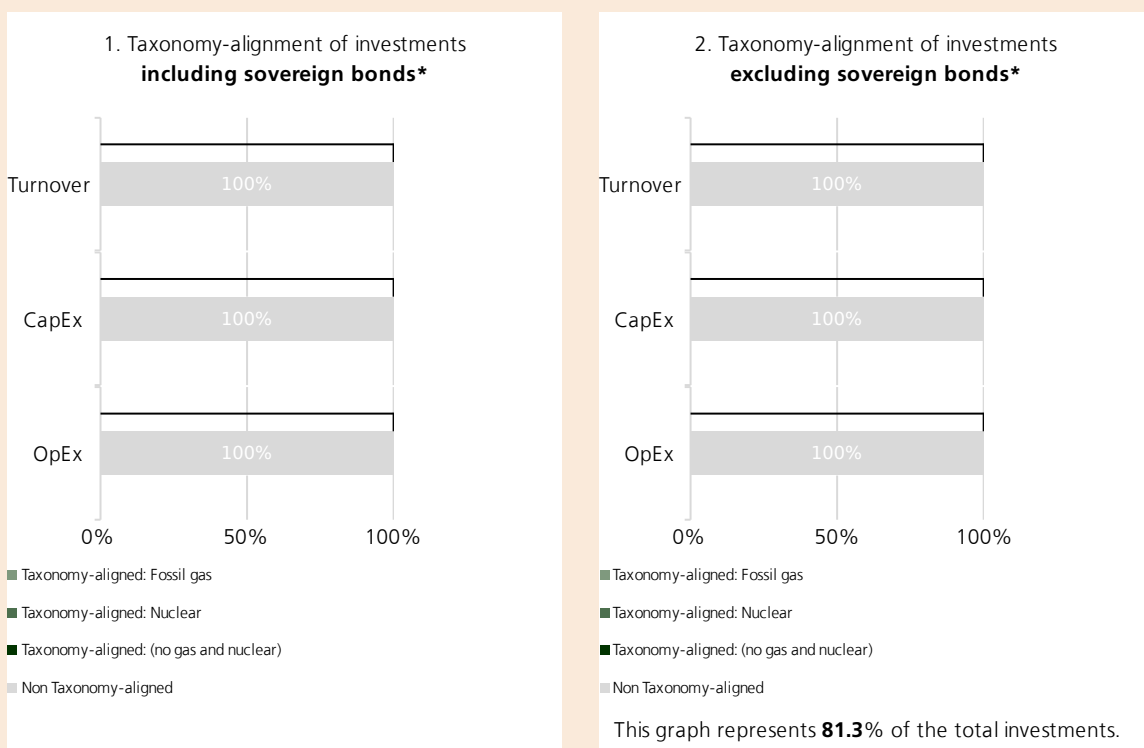 1. Taxonomy-alignment of investments
including sovereign bonds*
Turnover
100%
CapEx
100%
OpEx
100%
0% 50% 100%
Taxonomy-aligned: Fossil gas
Taxonomy-aligned: Nuclear
Taxonomy-aligned: (no gas and nuclear)
Non Taxonomy-aligned
2. Taxonomy-alignment of investments
excluding sovereign bonds*
Turnover
100%
CapEx
100%
OpEx
100%
0% 50% 100%
Taxonomy-aligned: Fossil gas
Taxonomy-aligned: Nuclear
Taxonomy-aligned: (no gas and nuclear)
Non Taxonomy-aligned
This graph represents 81.3% of the total investments.